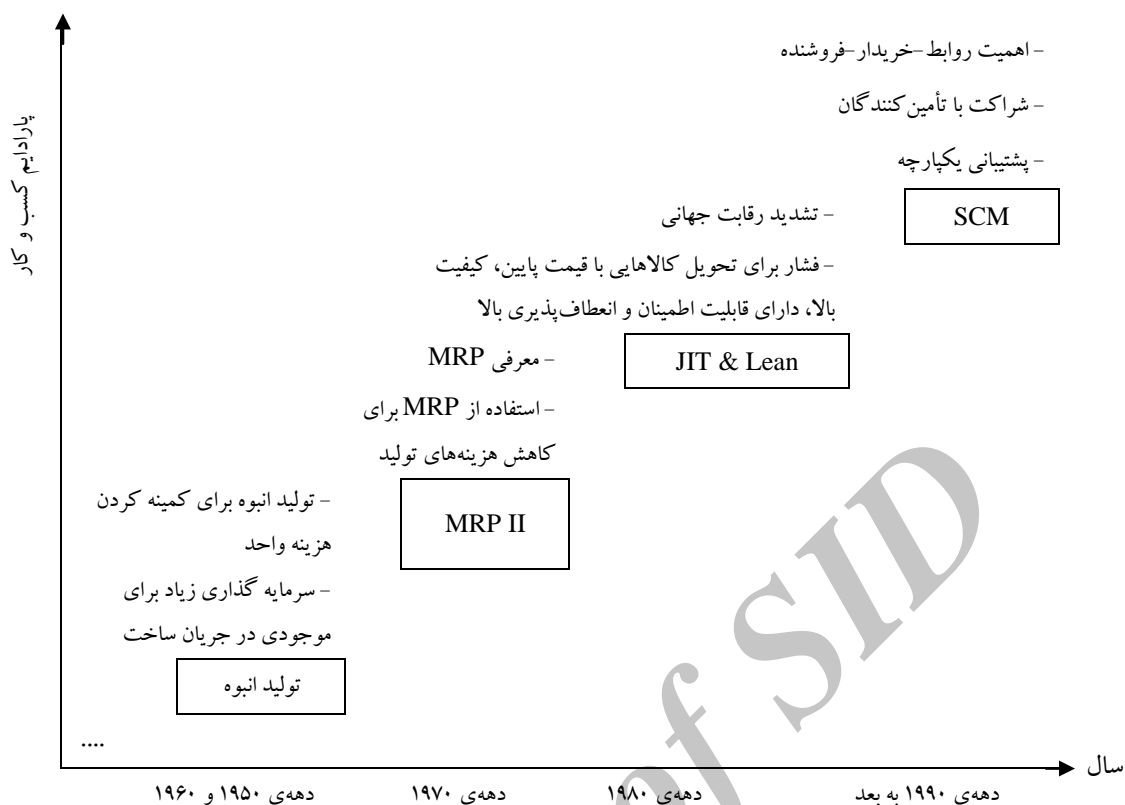 - اهمیت روابط-خریدار-فروشنده
- شراکت با تأمین‌کنندگان
- پشتیبانی یکپارچه
SCM
- تشدید رقابت جهانی
- فشار برای تحویل کالاهایی با قیمت پایین، کیفیت
بالا، دارای قابلیت اطمینان و انعطاف‌پذیری بالا
JIT & Lean
- معرفی MRP
- استفاده از MRP برای
کاهش هزینه‌های تولید
MRP II
- تولید انبوه برای کمینه کردن
هزینه واحد
- سرمایه گذاری زیاد برای
موجودی در جریان ساخت
تولید انبوه
....
پارادایم کسب و کار
سال
دهه‌ی ۱۹۵۰ و ۱۹۶۰
دهه‌ی ۱۹۷۰
دهه‌ی ۱۹۸۰
دهه‌ی ۱۹۹۰ به بعد
of SID